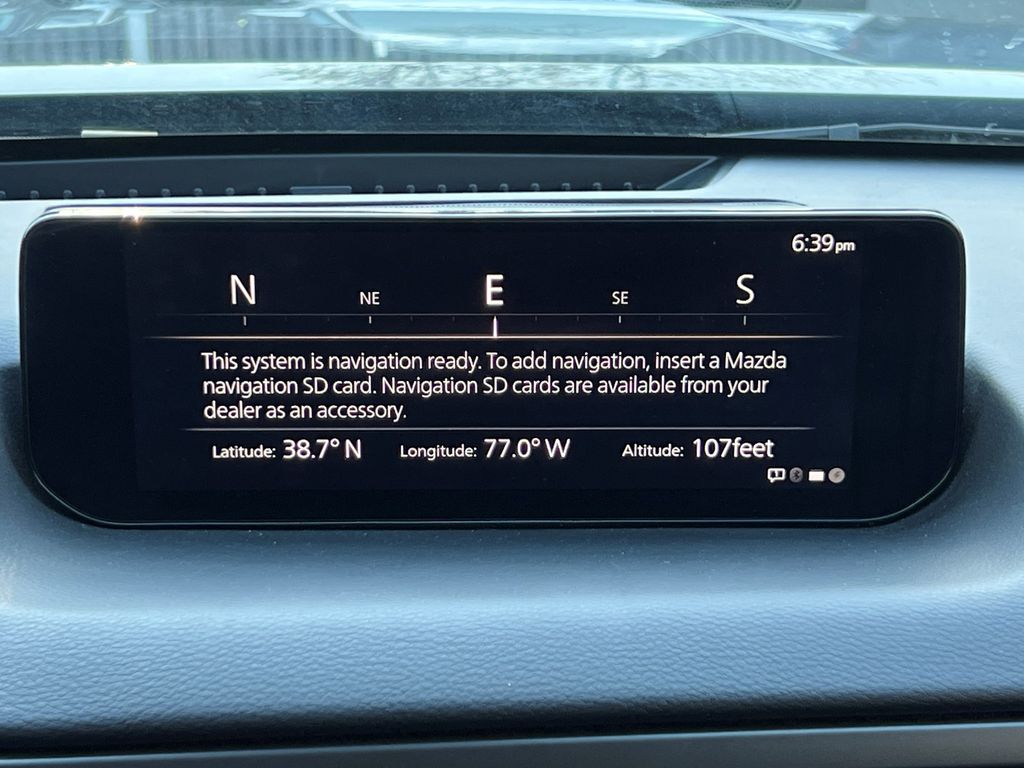 6:39pm
N NE E SE S
This system is navigation ready. To add navigation, insert a Mazda
navigation SD card. Navigation SD cards are available from your
dealer as an accessory.
Latitude: 38.7° N Longitude: 77.0° W Altitude: 107feet